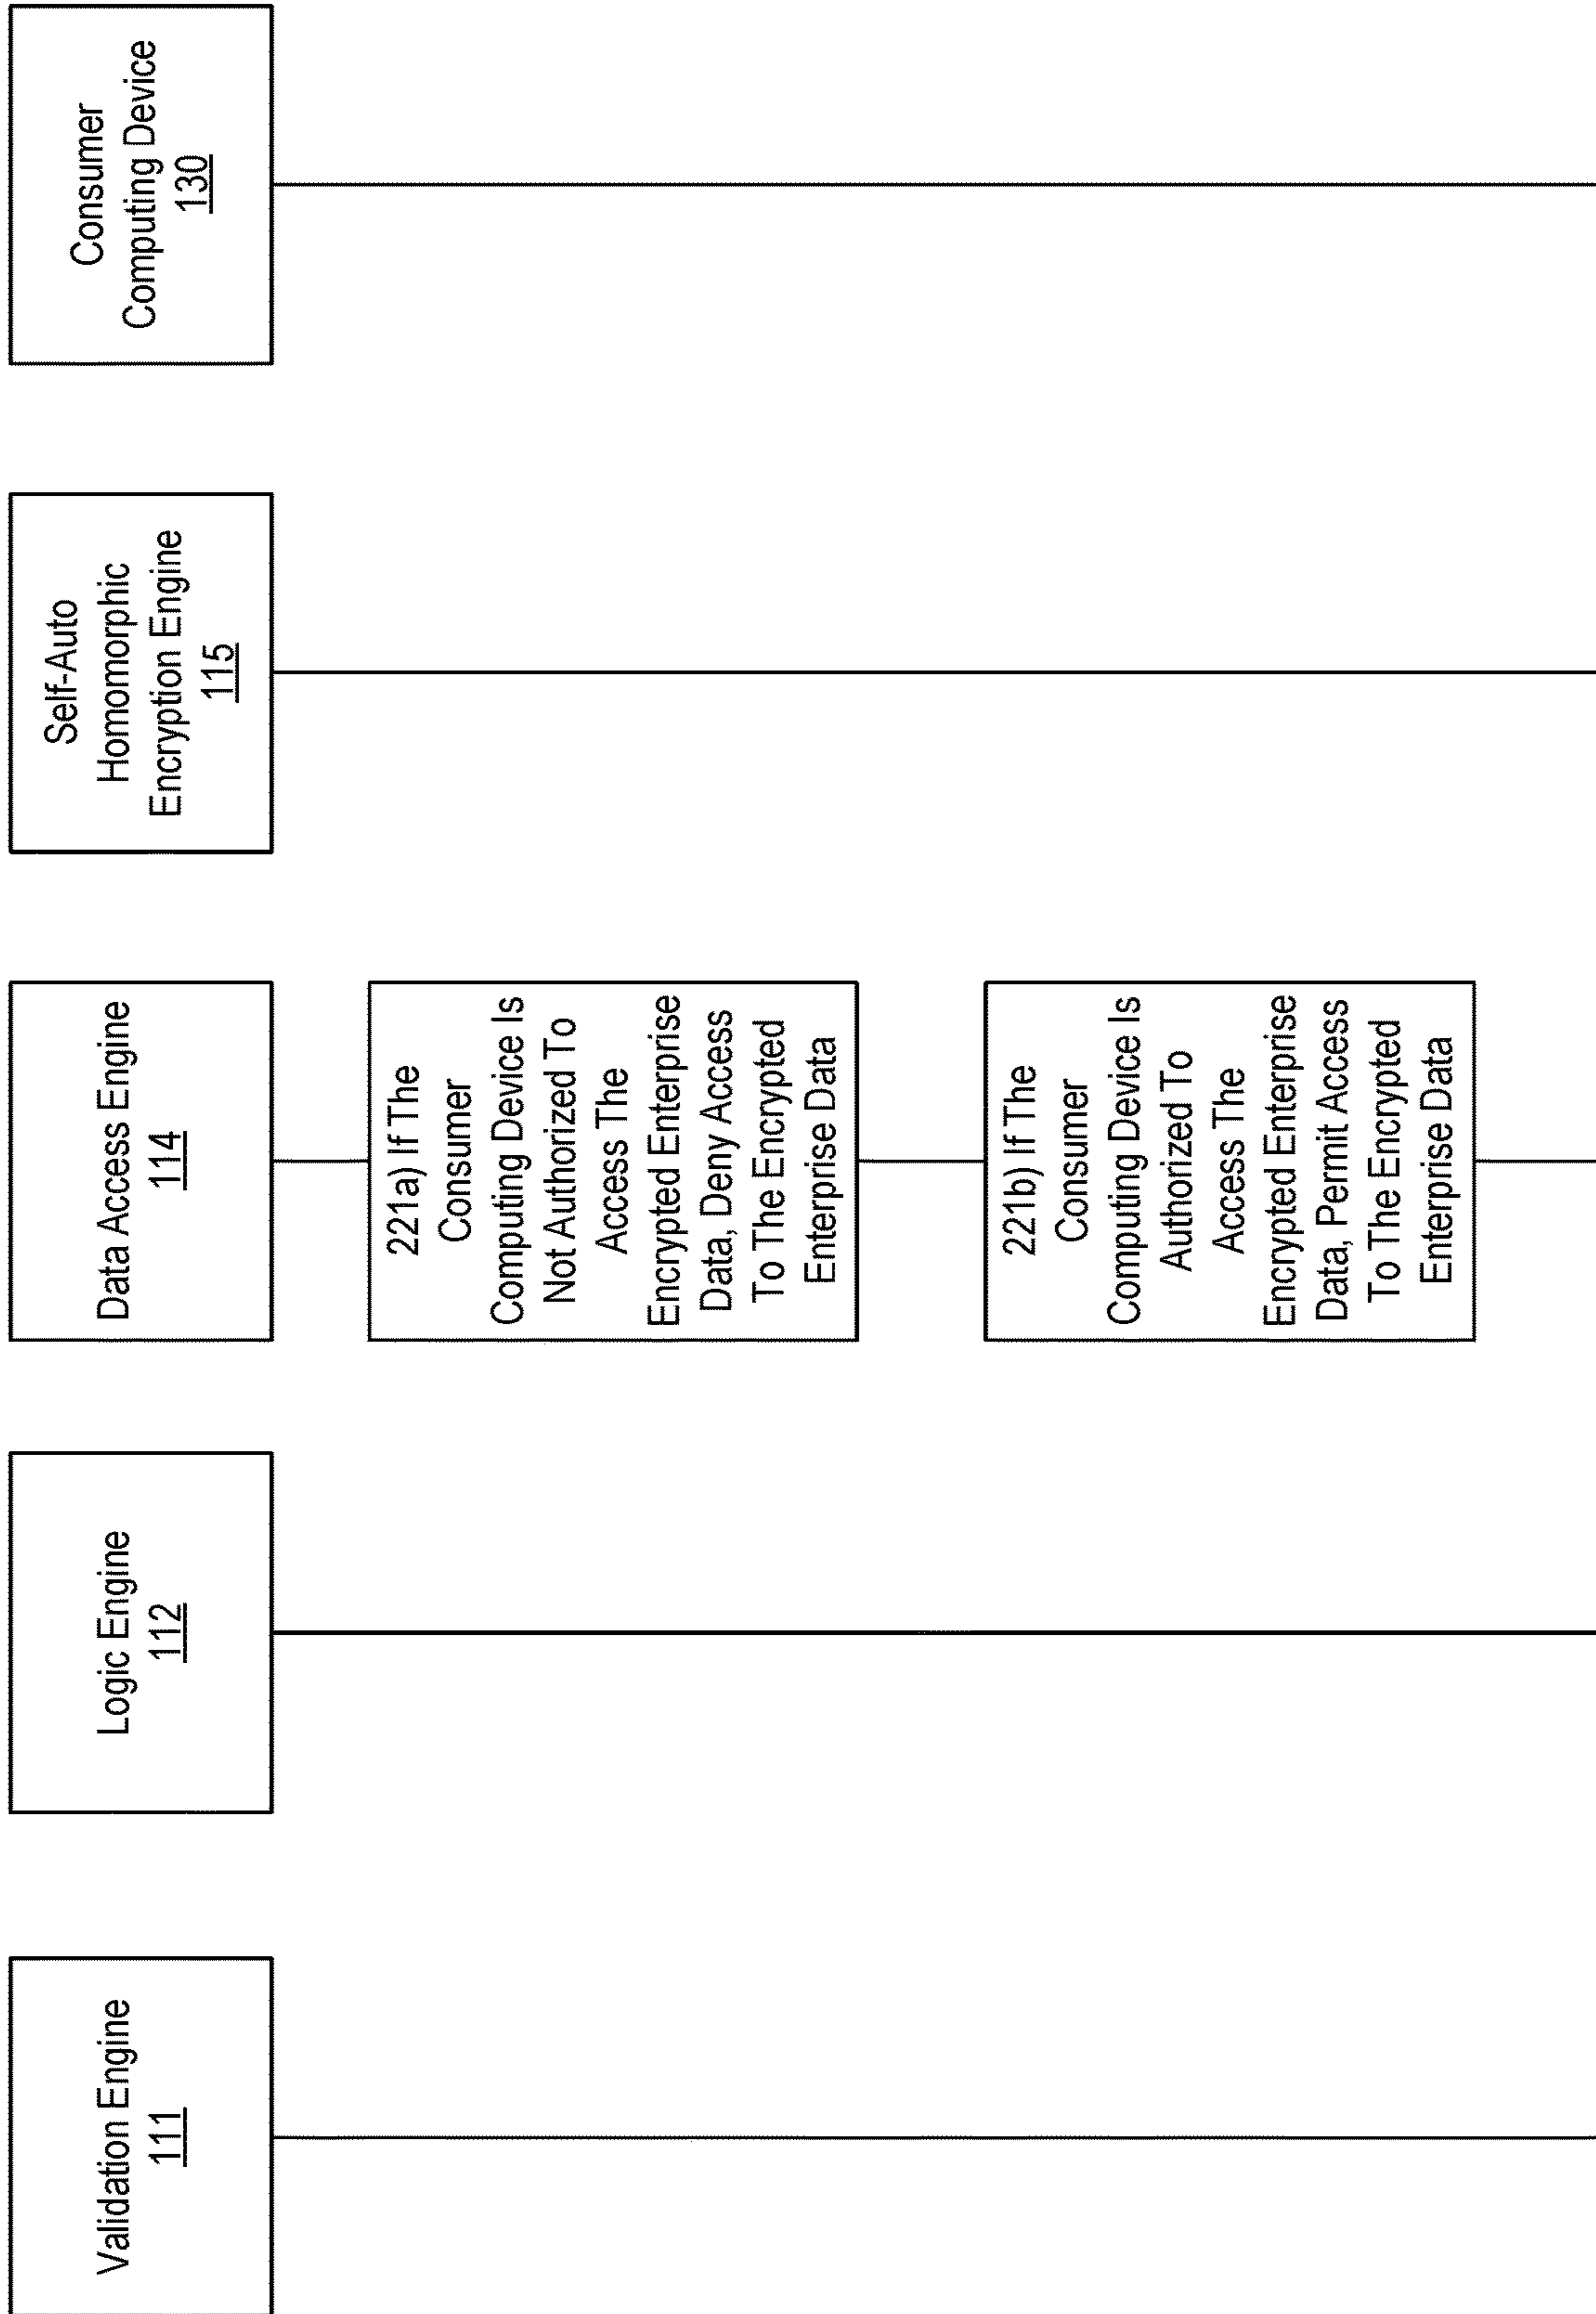 Validation Engine
111
Logic Engine
112
Data Access Engine
114
Self-Auto
Homomorphic
Encryption Engine
115
Consumer
Computing Device
130
221a) If The
Consumer
Computing Device Is
Not Authorized To
Access The
Encrypted Enterprise
Data, Deny Access
To The Encrypted
Enterprise Data
221b) If The
Consumer
Computing Device Is
Authorized To
Access The
Encrypted Enterprise
Data, Permit Access
To The Encrypted
Enterprise Data